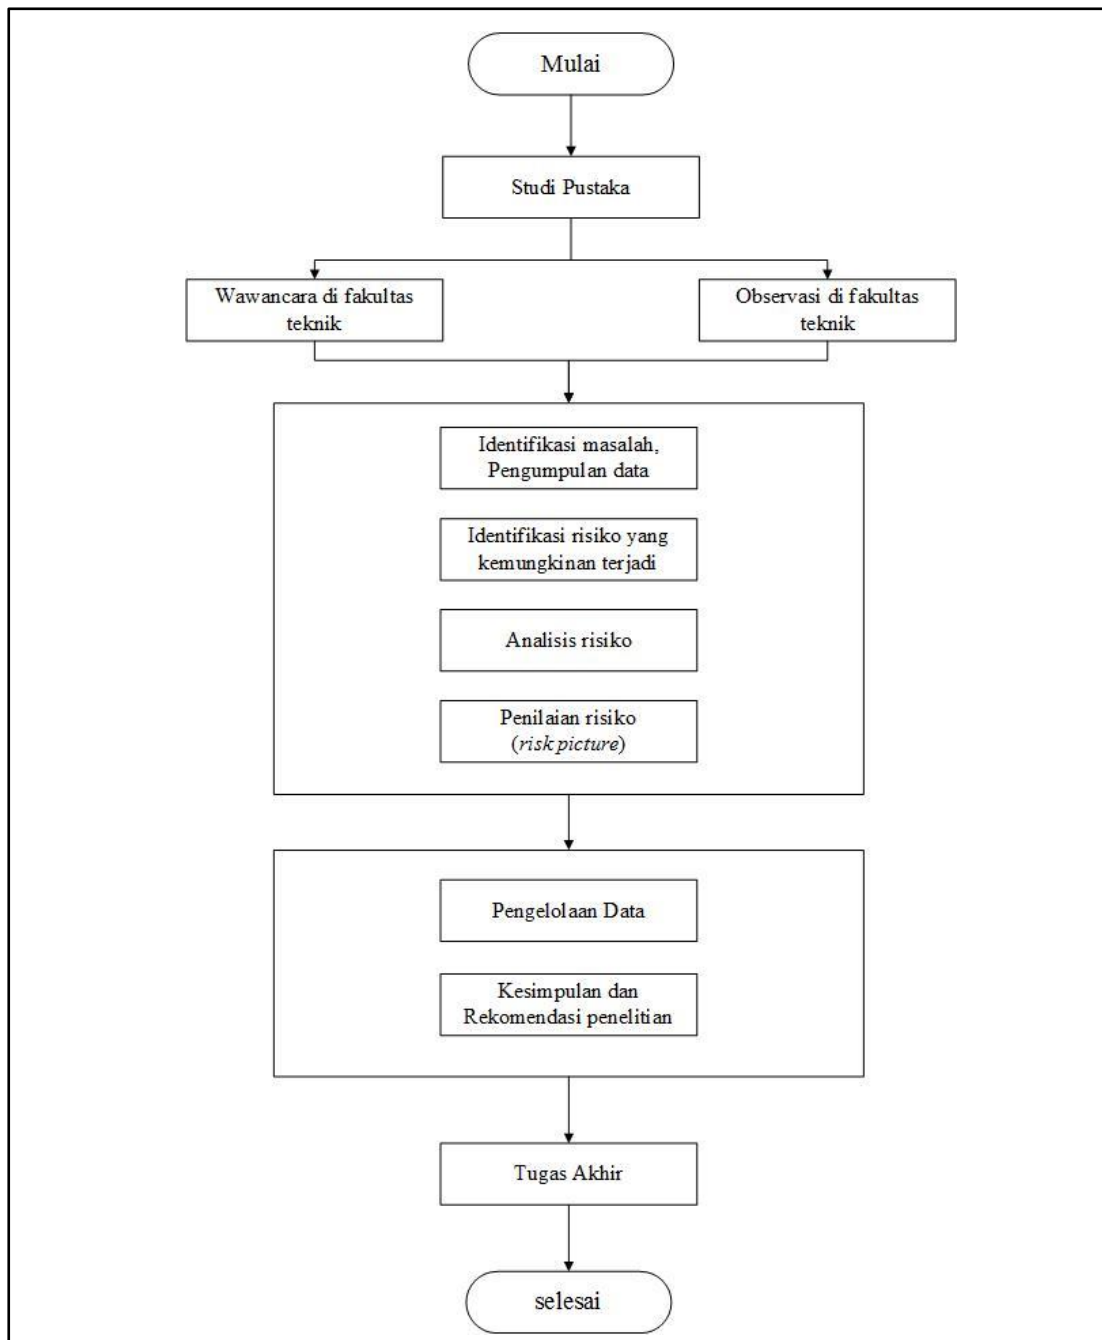 Mulai
Studi Pustaka
Wawancara di fakultas
teknik
Observasi di fakultas
teknik
Identifikasi masalah,
Pengumpulan data
Identifikasi risiko yang
kemungkinan terjadi
Analisis risiko
Penilaian risiko
(risk picture)
Pengelolaan Data
Kesimpulan dan
Rekomendasi penelitian
Tugas Akhir
selesai